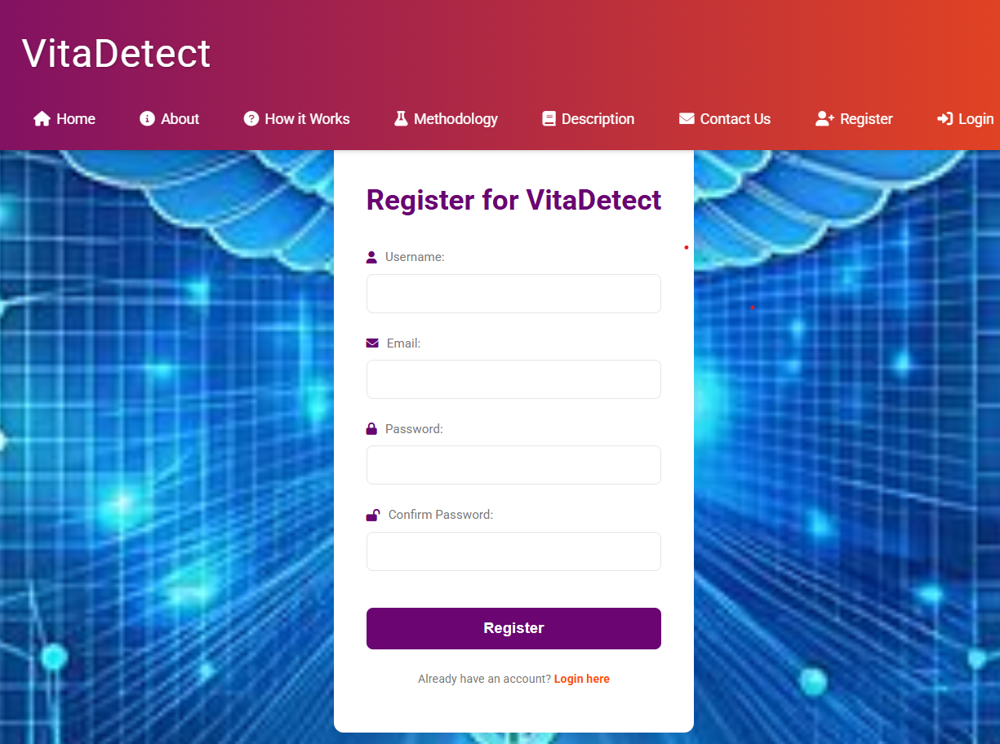 VitaDetect
Home About How it Works Methodology Description Contact Us Register Login
Register for VitaDetect
Username:
Email:
Password:
Confirm Password:
Register
Already have an account? Login here